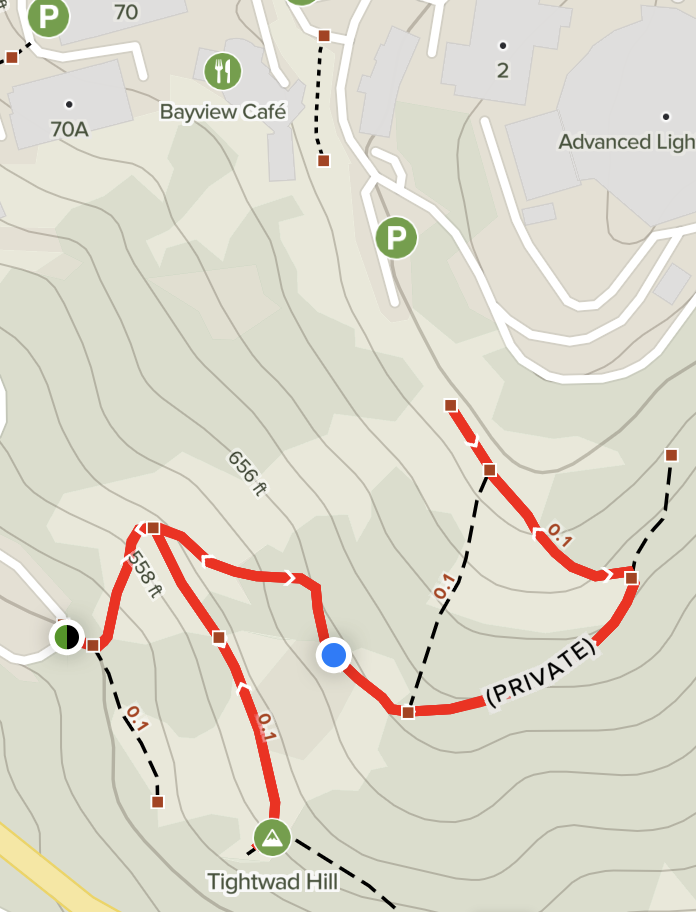 P
70
2
70A
Bayview Café
Advanced Ligh
P
656 ft
0.1
558 ft
0.1
(PRIVATE)
0.1
0.1
Tightwad Hill